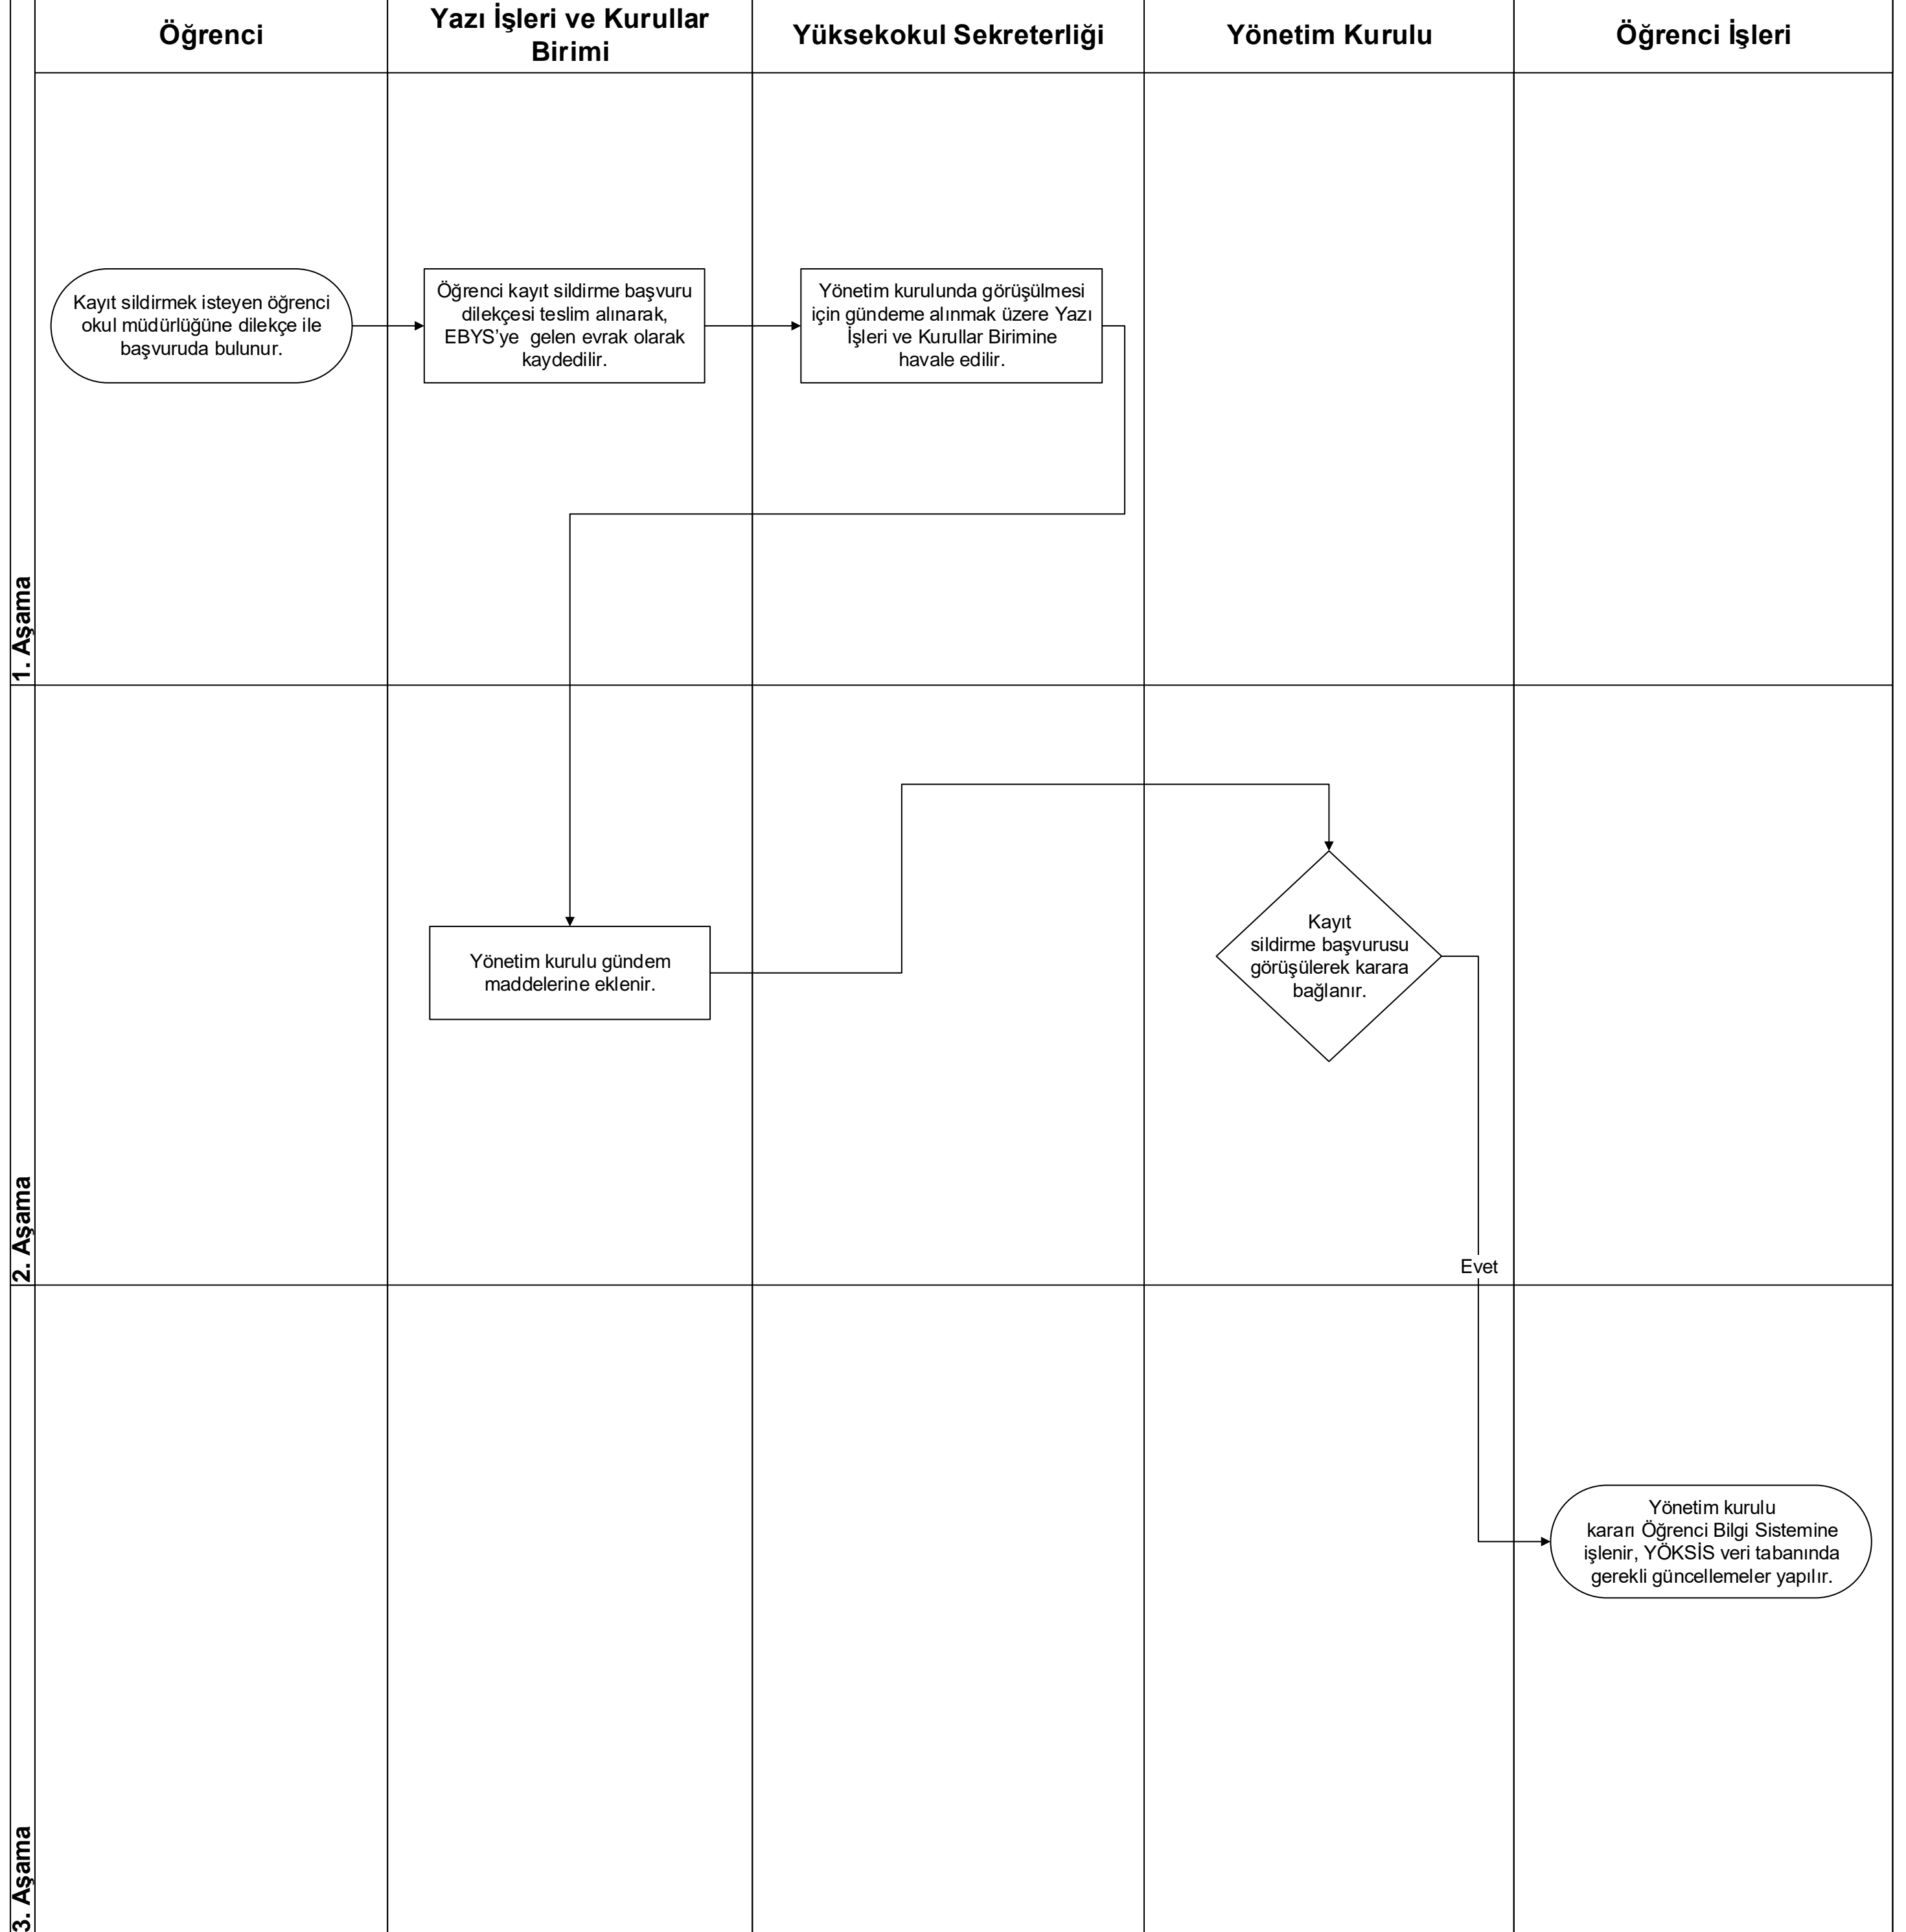 Öğrenci
Yazı İşleri ve Kurullar
Birimi
Yüksekokul Sekreterliği
Yönetim Kurulu
Öğrenci İşleri
1. Aşama
Kayıt sildirmek isteyen öğrenci
okul müdürlüğüne dilekçe ile
başvuruda bulunur.
Öğrenci kayıt sildirme başvuru
dilekçesi teslim alınarak,
EBYS’ye  gelen evrak olarak
kaydedilir.
Yönetim kurulunda görüşülmesi
için gündeme alınmak üzere Yazı
İşleri ve Kurullar Birimine
havale edilir.
2. Aşama
Yönetim kurulu gündem
maddelerine eklenir.
Kayıt
sildirme başvurusu
görüşülerek karara
bağlanır.
Evet
3. Aşama
Yönetim kurulu
kararı Öğrenci Bilgi Sistemine
işlenir, YÖKSİS veri tabanında
gerekli güncellemeler yapılır.